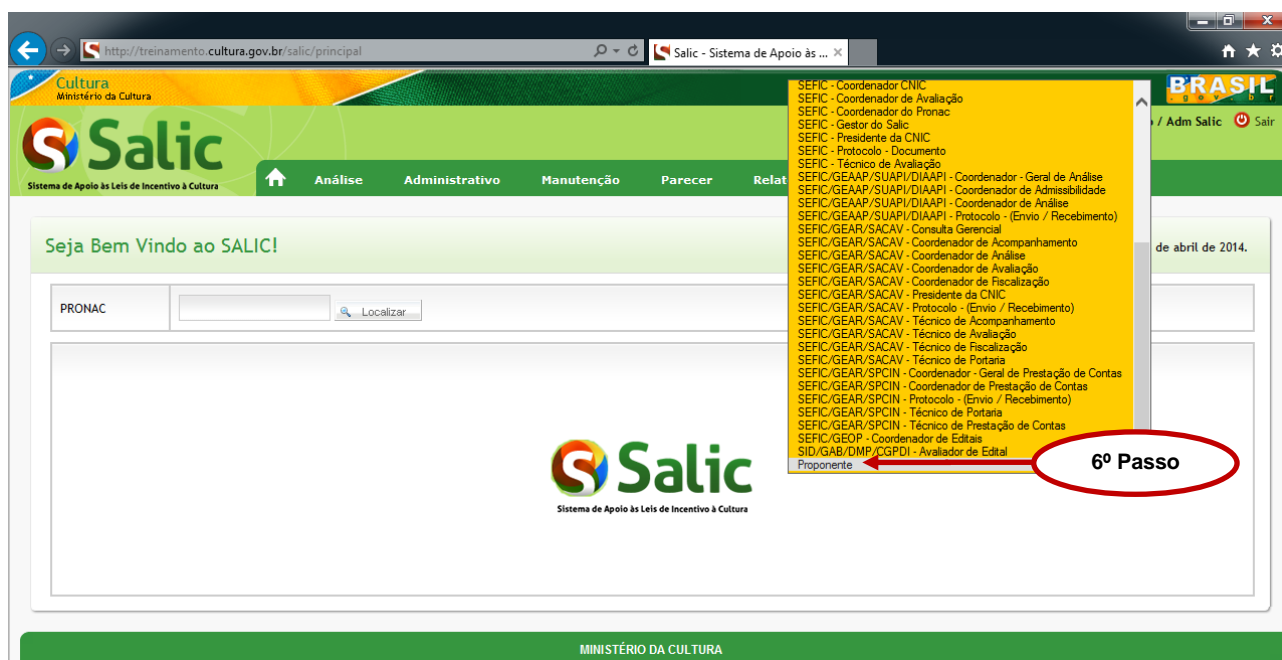 http://treinamento.cultura.gov.br/salic/principal
Salic - Sistema de Apoio às ...
Cultura
Ministério da Cultura
BRASIL
.gov.br
/ Adm Salic Sair
Salic
Sistema de Apoio às Leis de Incentivo à Cultura
Análise Administrativo Manutenção Parecer Relat
SEFIC - Coordenador CNIC
SEFIC - Coordenador de Avaliação
SEFIC - Coordenador do Pronac
SEFIC - Gestor do Salic
SEFIC - Presidente da CNIC
SEFIC - Protocolo - Documento
SEFIC - Técnico de Avaliação
SEFIC/GEAAP/SUAPI/DIAAPI - Coordenador - Geral de Análise
SEFIC/GEAAP/SUAPI/DIAAPI - Coordenador de Admissibilidade
SEFIC/GEAAP/SUAPI/DIAAPI - Coordenador de Análise
SEFIC/GEAAP/SUAPI/DIAAPI - Protocolo - (Envio / Recebimento)
SEFIC/GEAR/SACAV - Consulta Gerencial
SEFIC/GEAR/SACAV - Coordenador de Acompanhamento
SEFIC/GEAR/SACAV - Coordenador de Análise
SEFIC/GEAR/SACAV - Coordenador de Avaliação
SEFIC/GEAR/SACAV - Coordenador de Fiscalização
SEFIC/GEAR/SACAV - Presidente da CNIC
SEFIC/GEAR/SACAV - Protocolo - (Envio / Recebimento)
SEFIC/GEAR/SACAV - Técnico de Acompanhamento
SEFIC/GEAR/SACAV - Técnico de Avaliação
SEFIC/GEAR/SACAV - Técnico de Fiscalização
SEFIC/GEAR/SACAV - Técnico de Portaria
SEFIC/GEAR/SPCIN - Coordenador - Geral de Prestação de Contas
SEFIC/GEAR/SPCIN - Coordenador de Prestação de Contas
SEFIC/GEAR/SPCIN - Protocolo - (Envio / Recebimento)
SEFIC/GEAR/SPCIN - Técnico de Portaria
SEFIC/GEAR/SPCIN - Técnico de Prestação de Contas
SEFIC/GEOP - Coordenador de Editais
SID/GAB/DMP/CGPDI - Avaliador de Edital
Proponente
6º Passo
Seja Bem Vindo ao SALIC!
de abril de 2014.
PRONAC
Localizar
Salic
Sistema de Apoio às Leis de Incentivo à Cultura
MINISTÉRIO DA CULTURA